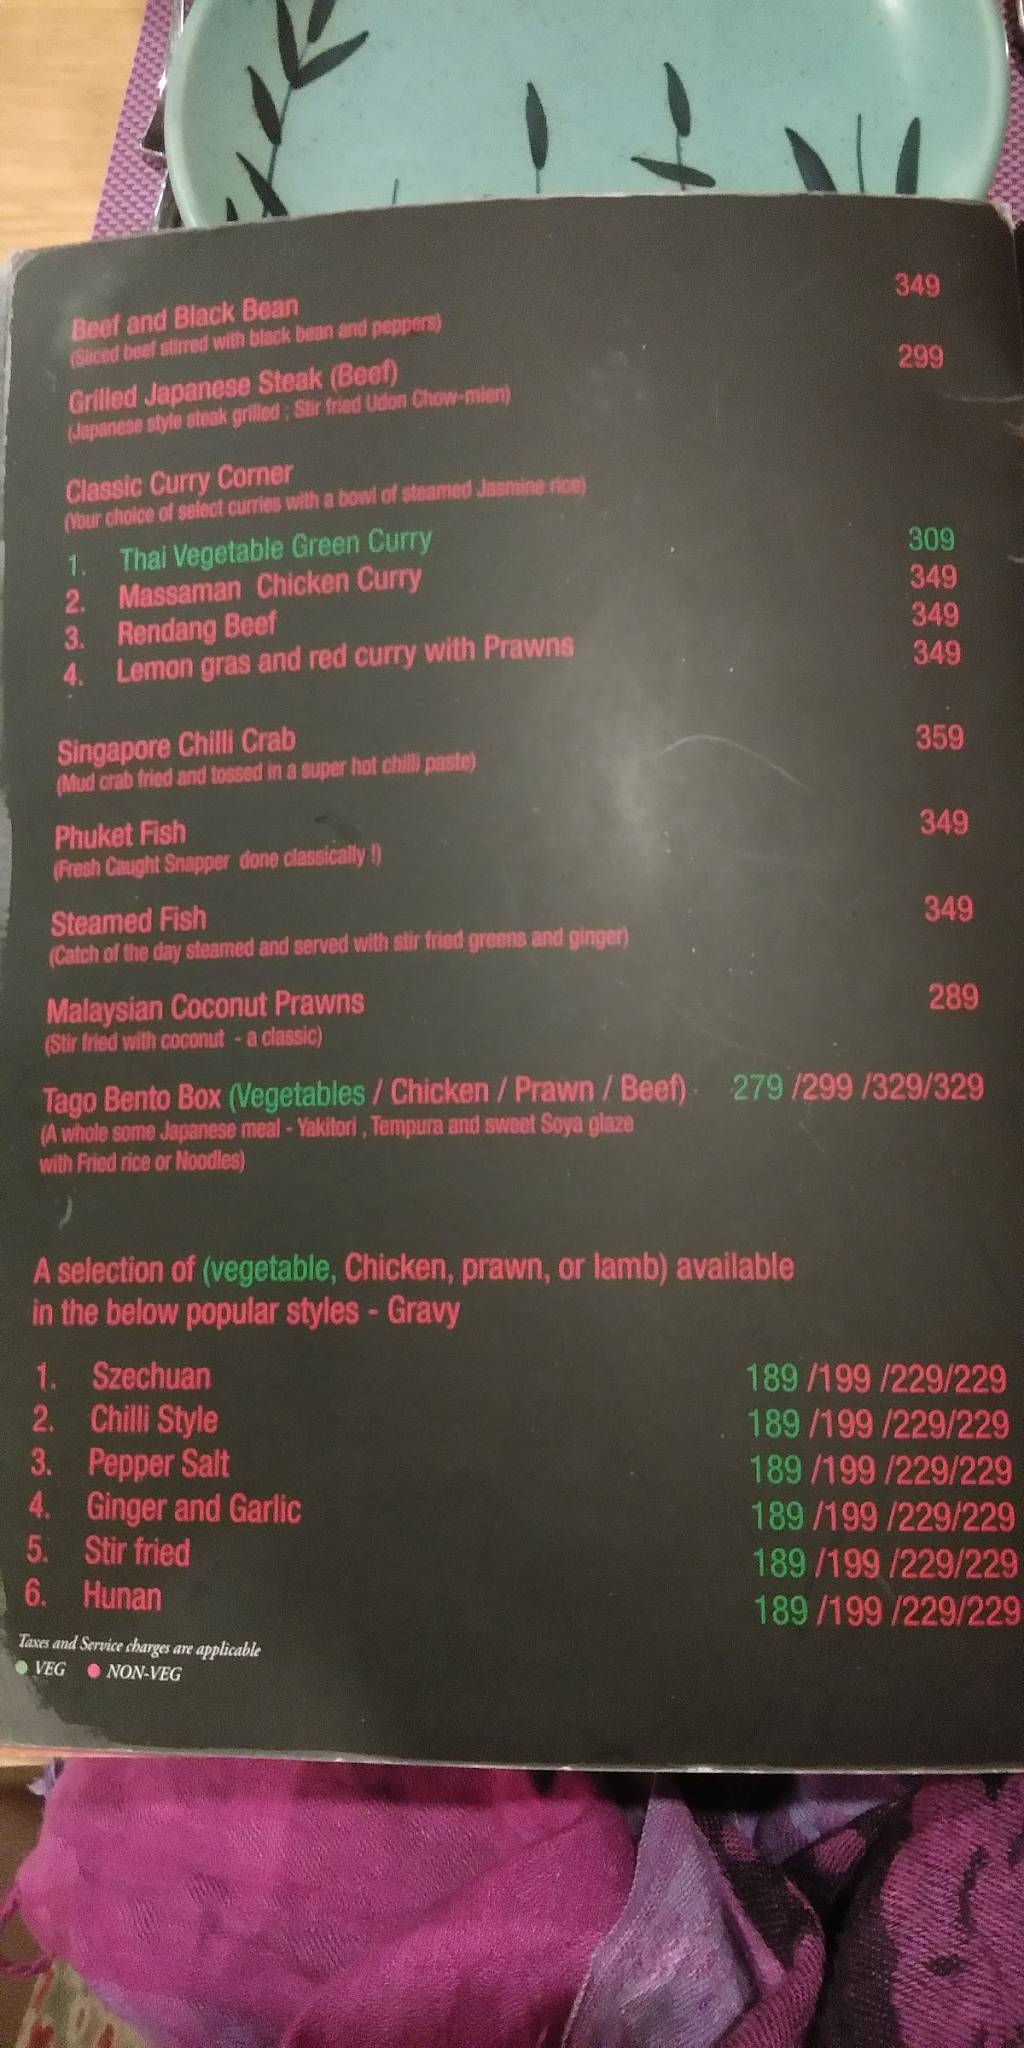 Beef and Black Bean 349
(Sliced beef stirred with black bean and peppers)
Grilled Japanese Steak (Beef) 299
(Japanese style steak grilled ; Stir fried Udon Chow-mien)
Classic Curry Corner
(Your choice of select curries with a bowl of steamed Jasmine rice)
1. Thai Vegetable Green Curry 309
2. Massaman Chicken Curry 349
3. Rendang Beef 349
4. Lemon gras and red curry with Prawns 349
Singapore Chilli Crab 359
(Mud crab fried and tossed in a super hot chilli paste)
Phuket Fish 349
(Fresh Caught Snapper done classically !)
Steamed Fish 349
(Catch of the day steamed and served with stir fried greens and ginger)
Malaysian Coconut Prawns 289
(Stir fried with coconut - a classic)
Tago Bento Box (Vegetables / Chicken / Prawn / Beef) 279 /299 /329/329
(A whole some Japanese meal - Yakitori , Tempura and sweet Soya glaze
with Fried rice or Noodles)
A selection of (vegetable, Chicken, prawn, or lamb) available
in the below popular styles - Gravy
1. Szechuan 189 /199 /229/229
2. Chilli Style 189 /199 /229/229
3. Pepper Salt 189 /199 /229/229
4. Ginger and Garlic 189 /199 /229/229
5. Stir fried 189 /199 /229/229
6. Hunan 189 /199 /229/229
Taxes and Service charges are applicable
VEG NON-VEG